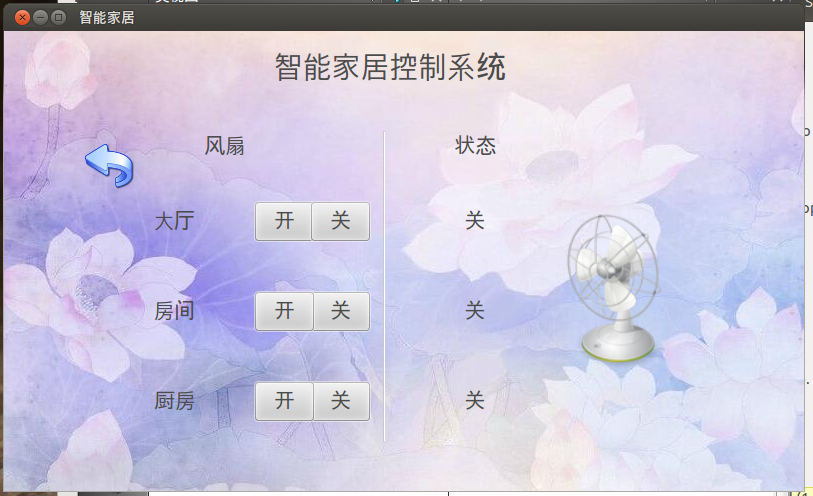 智能家居
智能家居控制系统
风扇 状态
大厅 开 关 关
房间 开 关 关
厨房 开 关 关